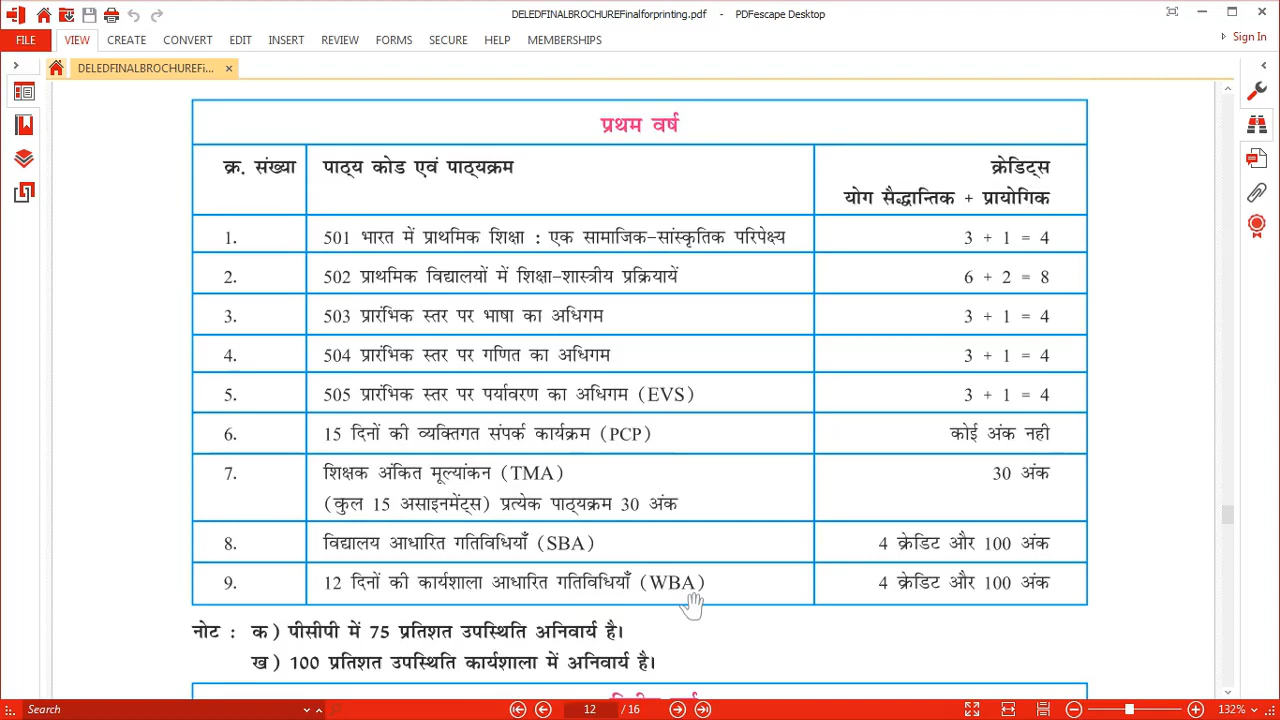 DELEDFINALBROCHUREFinalforprinting.pdf - PDFescape Desktop
FILE VIEW CREATE CONVERT EDIT INSERT REVIEW FORMS SECURE HELP MEMBERSHIPS Sign In
DELEDFINALBROCHUREFi...
प्रथम वर्ष
क्र. संख्या पाठ्य कोड एवं पाठ्यक्रम क्रेडिट्स
योग सैद्धान्तिक + प्रायोगिक
1. 501 भारत में प्राथमिक शिक्षा : एक सामाजिक-सांस्कृतिक परिपेक्ष्य 3 + 1 = 4
2. 502 प्राथमिक विद्यालयों में शिक्षा-शास्त्रीय प्रक्रियायें 6 + 2 = 8
3. 503 प्रारंभिक स्तर पर भाषा का अधिगम 3 + 1 = 4
4. 504 प्रारंभिक स्तर पर गणित का अधिगम 3 + 1 = 4
5. 505 प्रारंभिक स्तर पर पर्यावरण का अधिगम (EVS) 3 + 1 = 4
6. 15 दिनों की व्यक्तिगत संपर्क कार्यक्रम (PCP) कोई अंक नही
7. शिक्षक अंकित मूल्यांकन (TMA) 30 अंक
(कुल 15 असाइनमेंट्स) प्रत्येक पाठ्यक्रम 30 अंक
8. विद्यालय आधारित गतिविधियाँ (SBA) 4 क्रेडिट और 100 अंक
9. 12 दिनों की कार्यशाला आधारित गतिविधियाँ (WBA) 4 क्रेडिट और 100 अंक
नोट : क) पीसीपी में 75 प्रतिशत उपस्थिति अनिवार्य है।
ख) 100 प्रतिशत उपस्थिति कार्यशाला में अनिवार्य है।
Search 12 / 16 132%